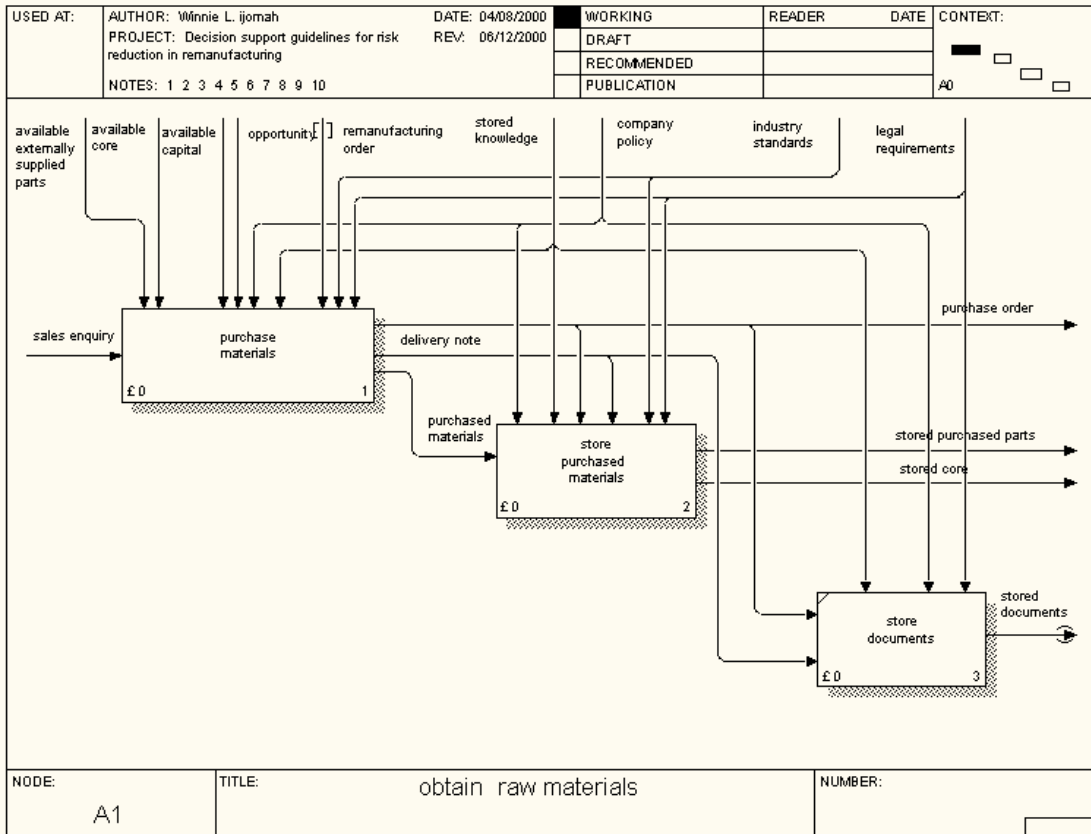 USED AT:
AUTHOR: Winnie L. ijomah
DATE: 04/08/2000
PROJECT: Decision support guidelines for risk
REV: 06/12/2000
reduction in remanufacturing
NOTES: 1 2 3 4 5 6 7 8 9 10
WORKING
DRAFT
RECOMMENDED
PUBLICATION
READER DATE
CONTEXT:
A0
available
externally
supplied
parts
available
core
available
capital
opportunity
remanufacturing
order
stored
knowledge
company
policy
industry
standards
legal
requirements
sales enquiry
purchase
materials
£ 0 1
purchase order
delivery note
purchased
materials
store
purchased
materials
£ 0 2
stored purchased parts
stored core
store
documents
£ 0 3
stored
documents
NODE:
A1
TITLE:
obtain raw materials
NUMBER: